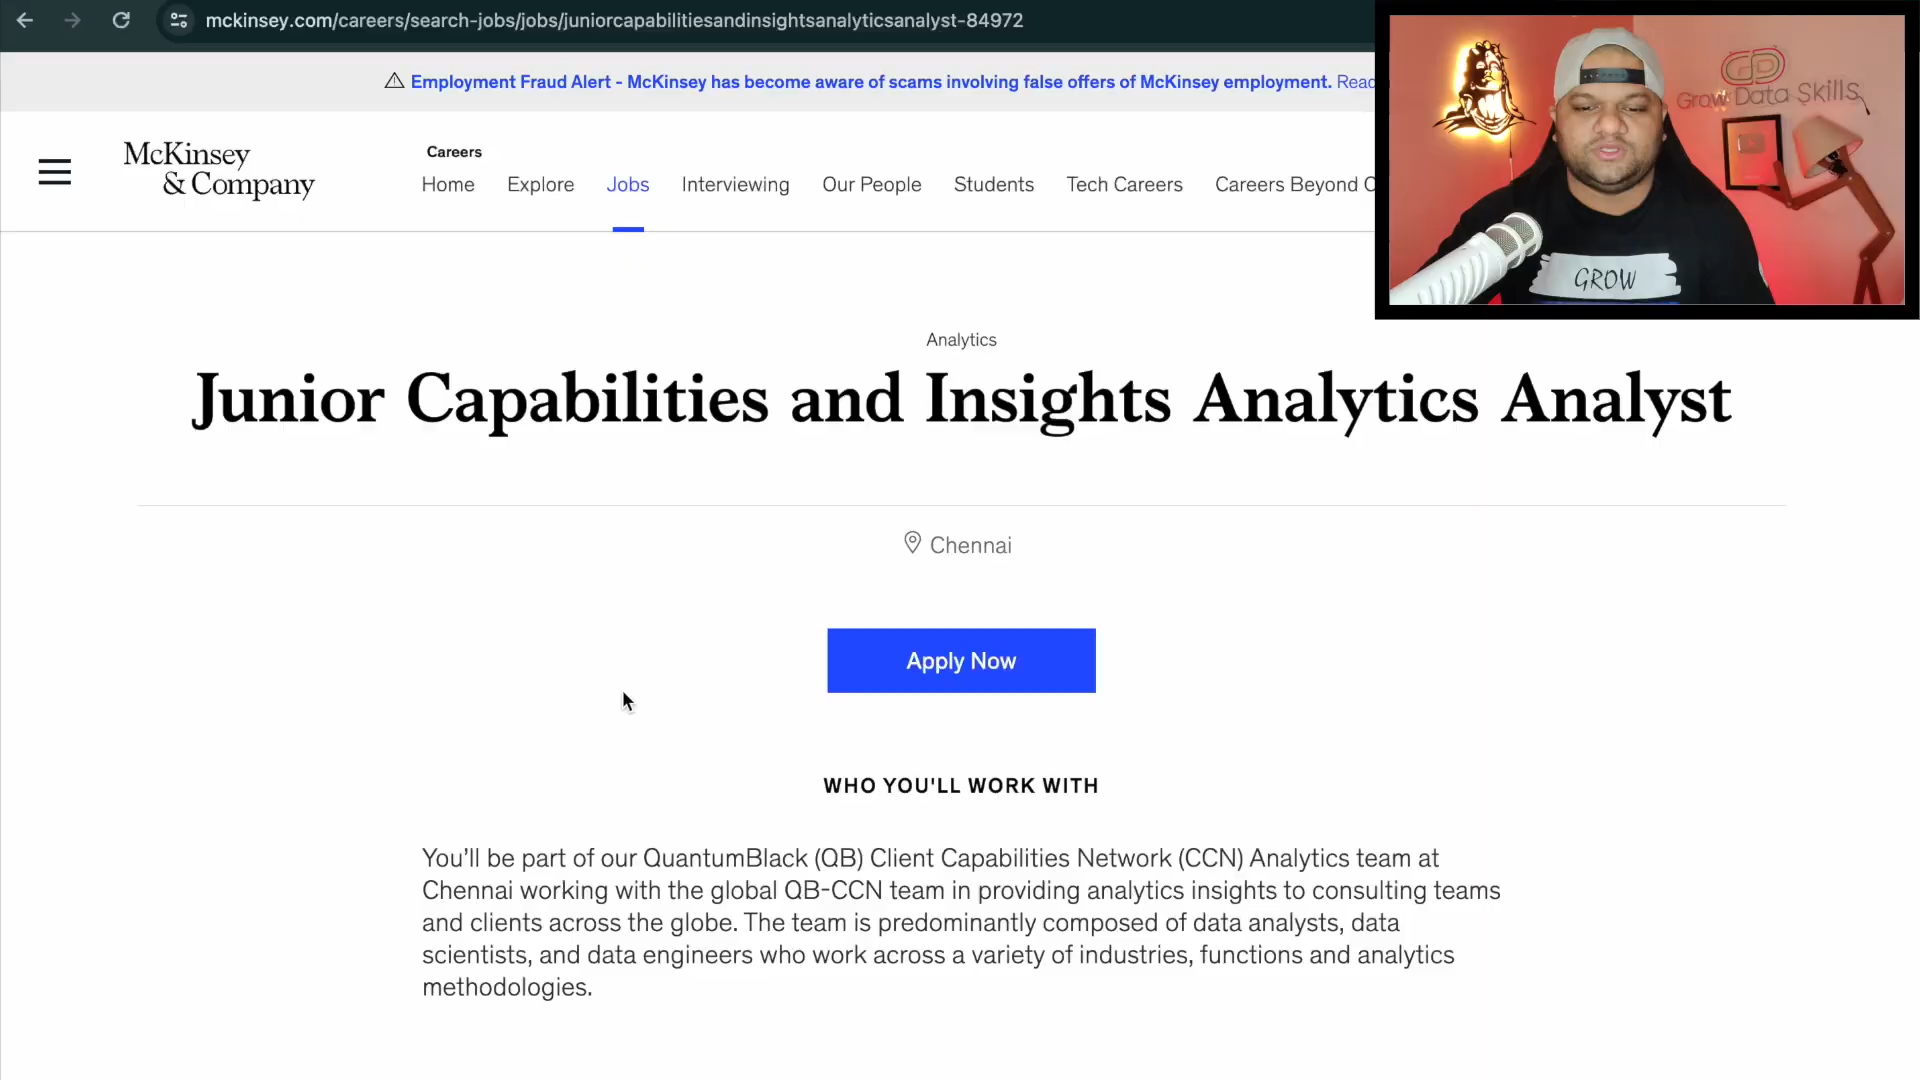 mckinsey.com/careers/search-jobs/jobs/juniorcapabilitiesandinsightsanalyticsanalyst-84972
Employment Fraud Alert - McKinsey has become aware of scams involving false offers of McKinsey employment. Read
McKinsey
& Company
Careers
Home Explore Jobs Interviewing Our People Students Tech Careers Careers Beyond C
GD
Grow Data Skills
GROW
Analytics
Junior Capabilities and Insights Analytics Analyst
Chennai
Apply Now
WHO YOU'LL WORK WITH
You’ll be part of our QuantumBlack (QB) Client Capabilities Network (CCN) Analytics team at
Chennai working with the global QB-CCN team in providing analytics insights to consulting teams
and clients across the globe. The team is predominantly composed of data analysts, data
scientists, and data engineers who work across a variety of industries, functions and analytics
methodologies.